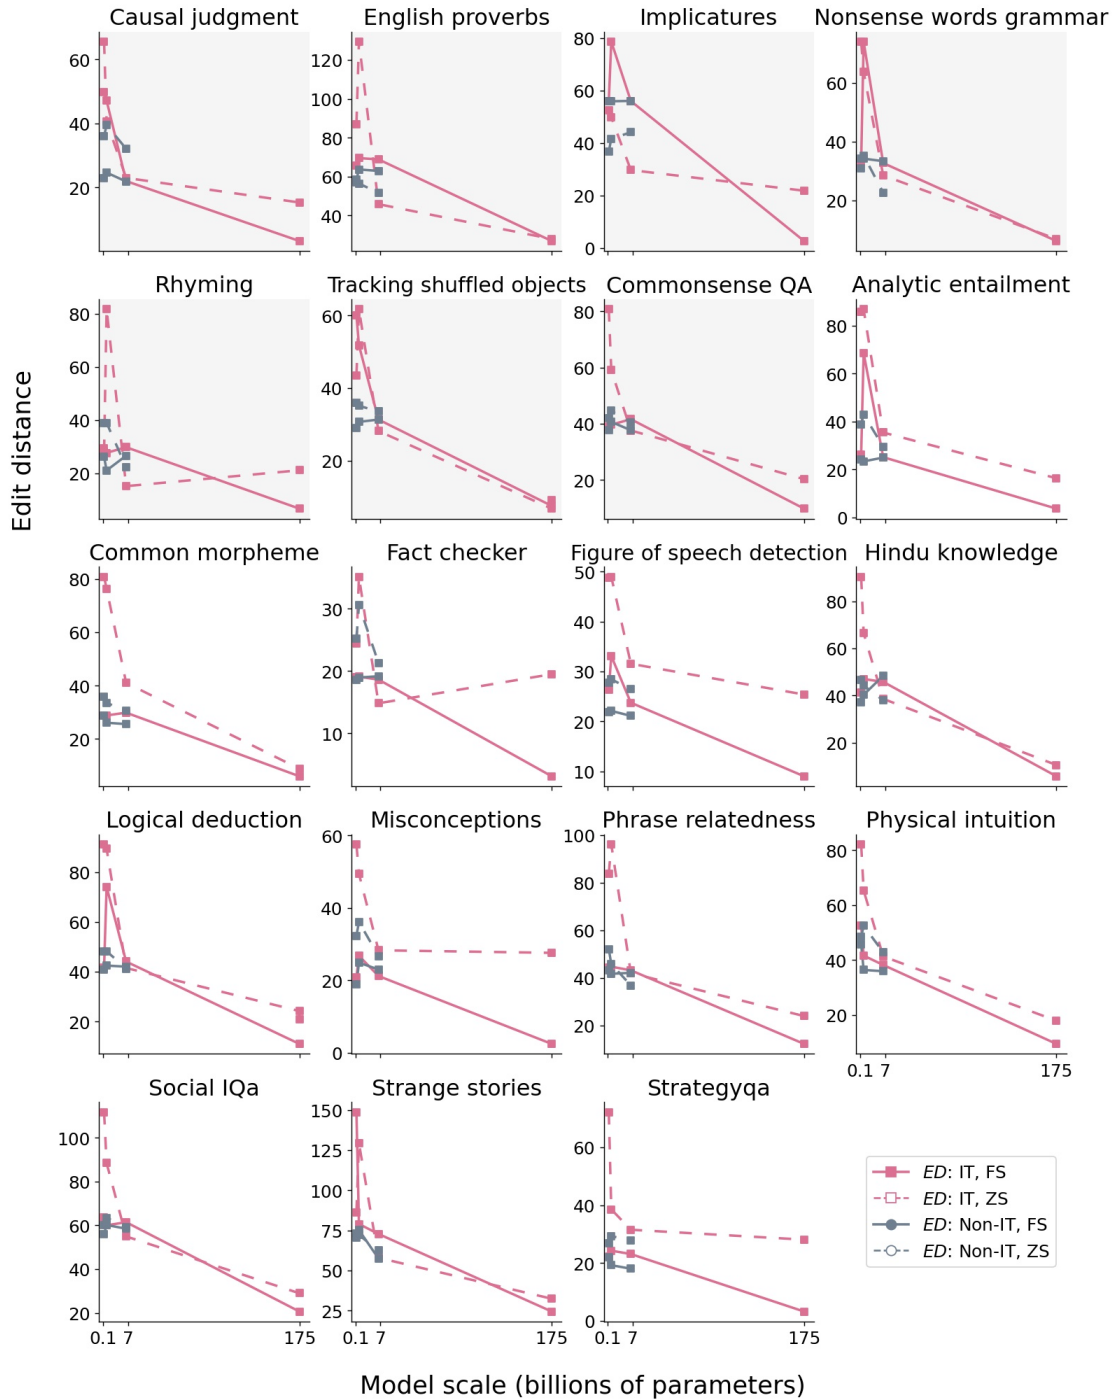 Causal judgment
English proverbs
Implicatures
Nonsense words grammar
60
40
20
120
100
80
60
40
80
60
40
20
0
60
40
20
Rhyming
Tracking shuffled objects
Commonsense QA
Analytic entailment
80
60
40
20
60
40
20
80
60
40
20
80
60
40
20
0
Edit distance
Common morpheme
Fact checker
Figure of speech detection
Hindu knowledge
80
60
40
20
30
20
10
50
40
30
20
10
80
60
40
20
Logical deduction
Misconceptions
Phrase relatedness
Physical intuition
80
60
40
20
60
40
20
0
100
80
60
40
20
80
60
40
20
0.1 7 175
Social IQa
Strange stories
Strategyqa
100
80
60
40
20
150
125
100
75
50
25
60
40
20
0
0.1 7 175
0.1 7 175
0.1 7 175
ED: IT, FS
ED: IT, ZS
ED: Non-IT, FS
ED: Non-IT, ZS
Model scale (billions of parameters)